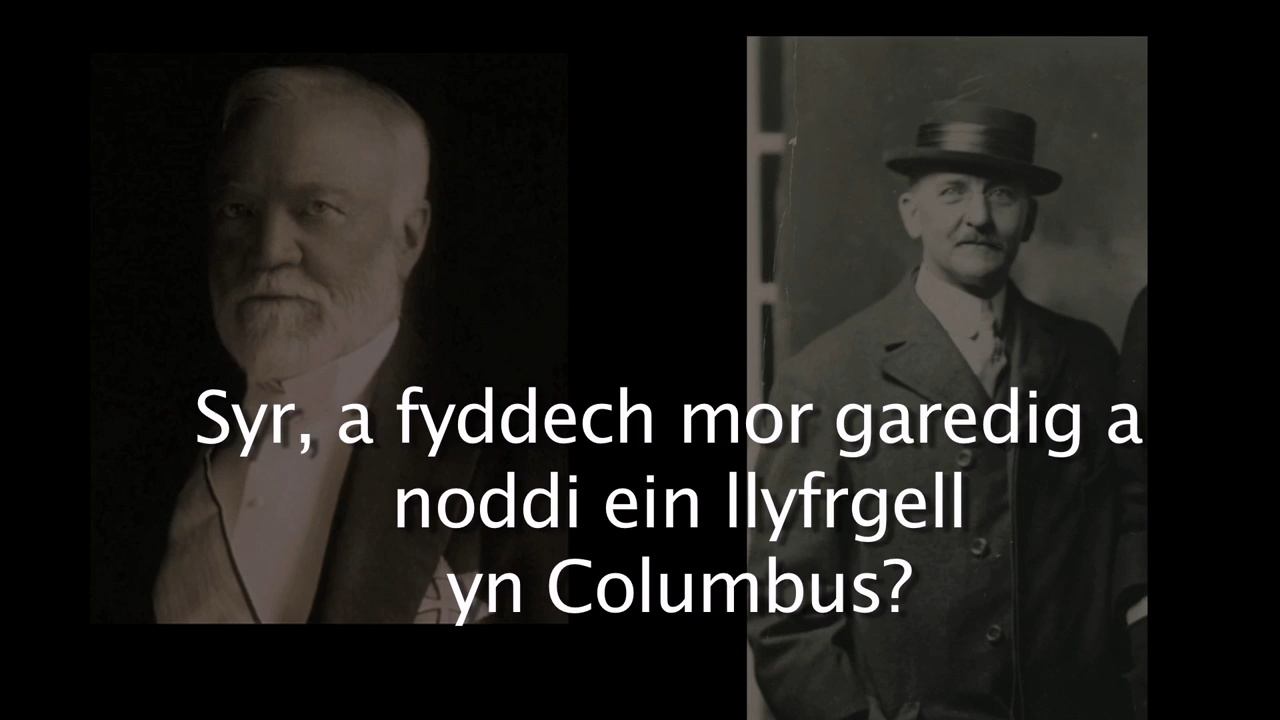 Syr, a fyddech mor garedig a
noddi ein llyfrgell
yn Columbus?